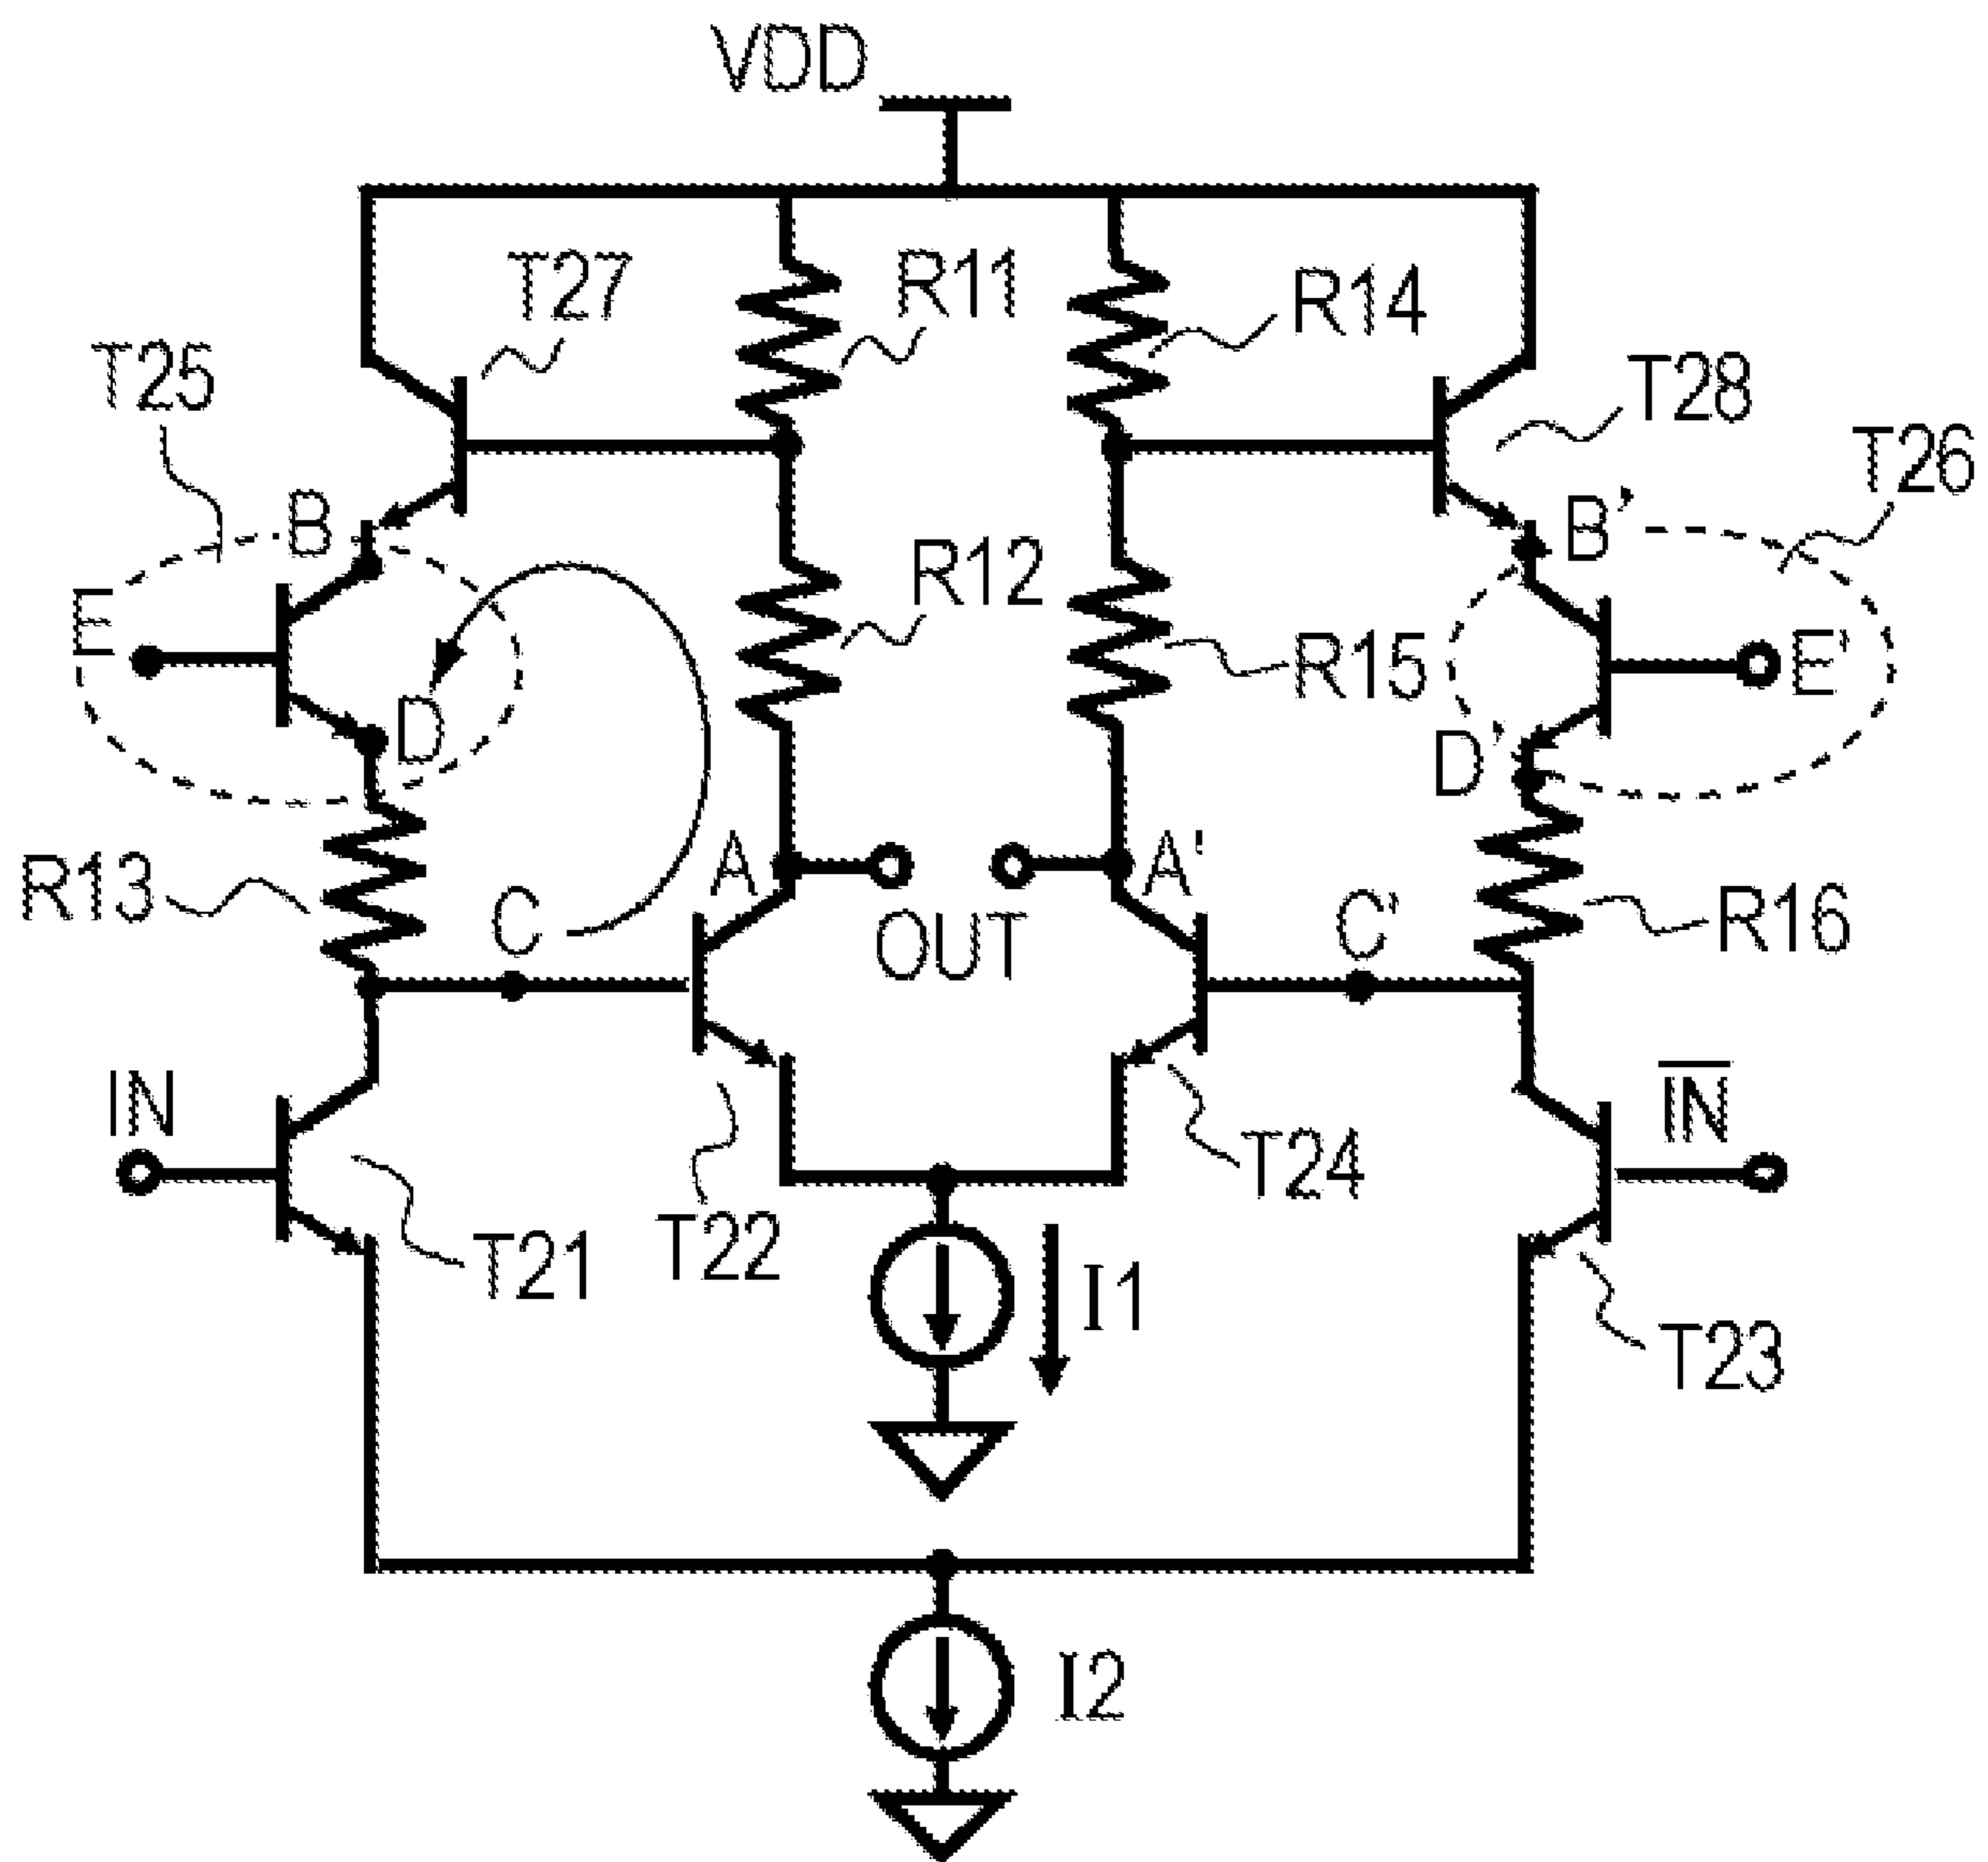 VDD
T27
R11
R14
T25
T28
T26
B
B'
R12
E
E'
R15
D
D'
R13
A
A'
C
C'
R16
OUT
IN
IN
T24
T22
T21
I1
T23
I2